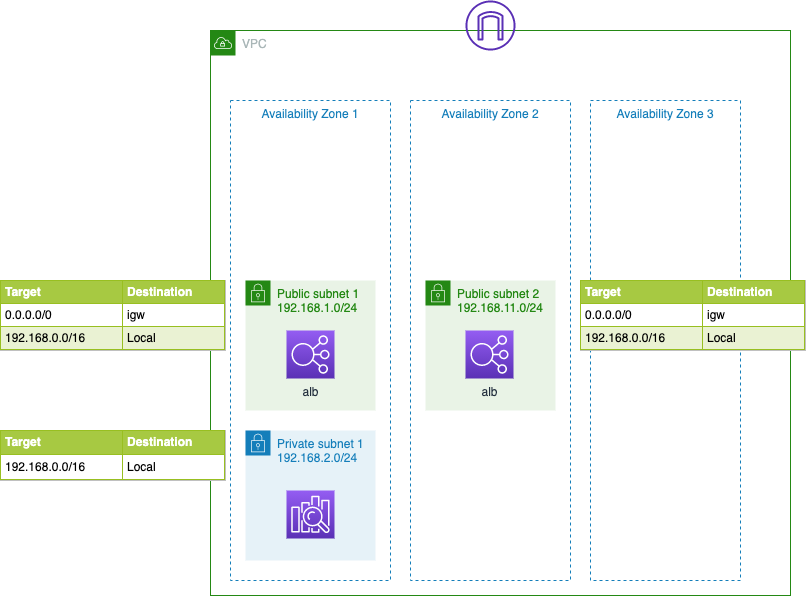 VPC
Availability Zone 1
Availability Zone 2
Availability Zone 3
Target Destination
0.0.0.0/0 igw
192.168.0.0/16 Local
Public subnet 1
192.168.1.0/24
alb
Public subnet 2
192.168.11.0/24
alb
Target Destination
0.0.0.0/0 igw
192.168.0.0/16 Local
Target Destination
192.168.0.0/16 Local
Private subnet 1
192.168.2.0/24